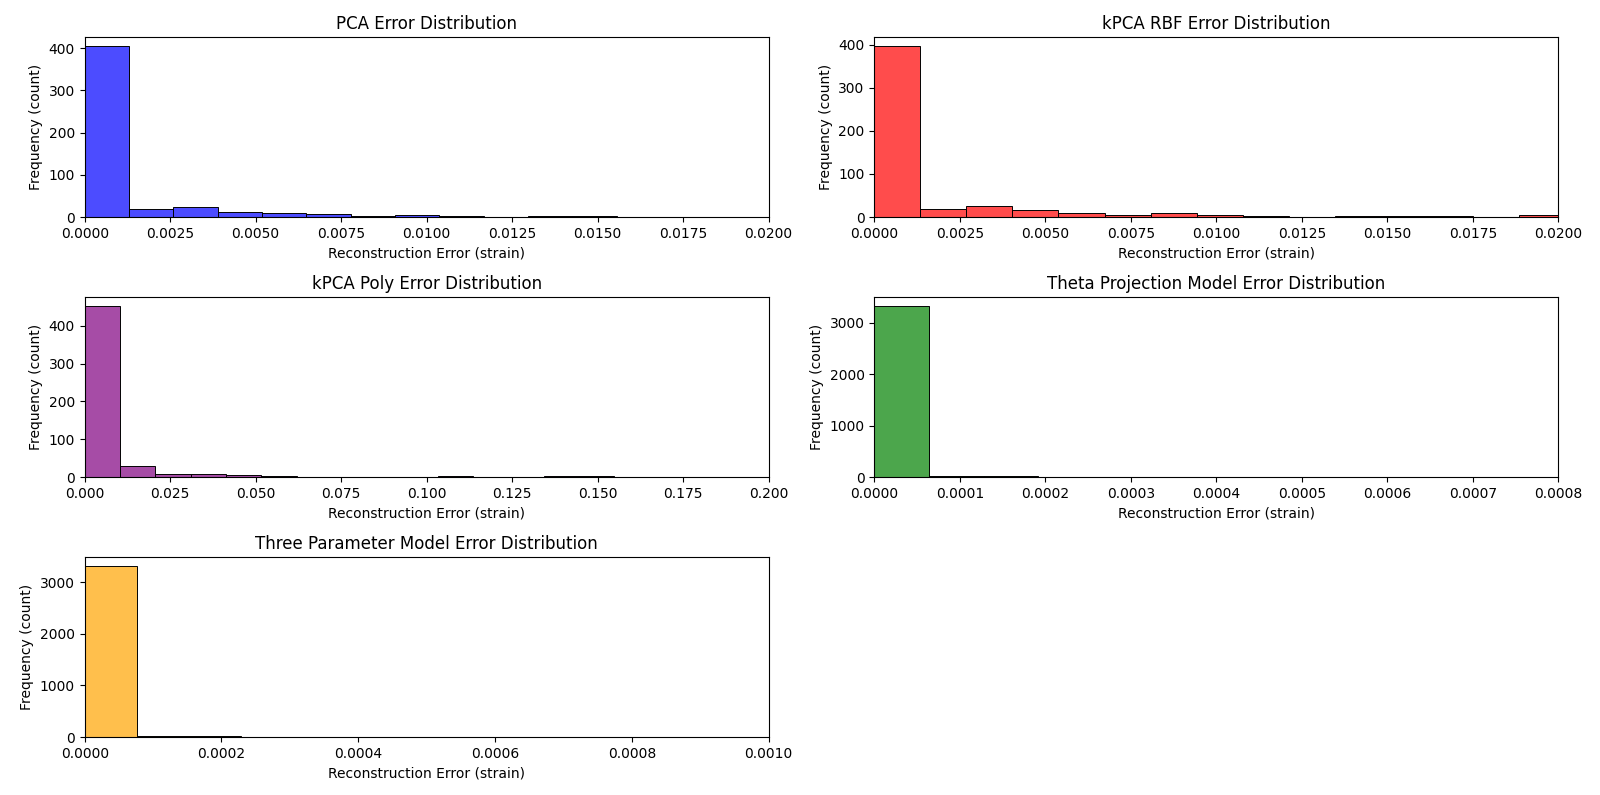 PCA Error Distribution
Frequency (count)
400
300
200
100
0
0.0000 0.0025 0.0050 0.0075 0.0100 0.0125 0.0150 0.0175 0.0200
Reconstruction Error (strain)
kPCA RBF Error Distribution
Frequency (count)
400
300
200
100
0
0.0000 0.0025 0.0050 0.0075 0.0100 0.0125 0.0150 0.0175 0.0200
Reconstruction Error (strain)
kPCA Poly Error Distribution
Frequency (count)
400
300
200
100
0
0.000 0.025 0.050 0.075 0.100 0.125 0.150 0.175 0.200
Reconstruction Error (strain)
Theta Projection Model Error Distribution
Frequency (count)
3000
2000
1000
0
0.0000 0.0001 0.0002 0.0003 0.0004 0.0005 0.0006 0.0007 0.0008
Reconstruction Error (strain)
Three Parameter Model Error Distribution
Frequency (count)
3000
2000
1000
0
0.0000 0.0002 0.0004 0.0006 0.0008 0.0010
Reconstruction Error (strain)